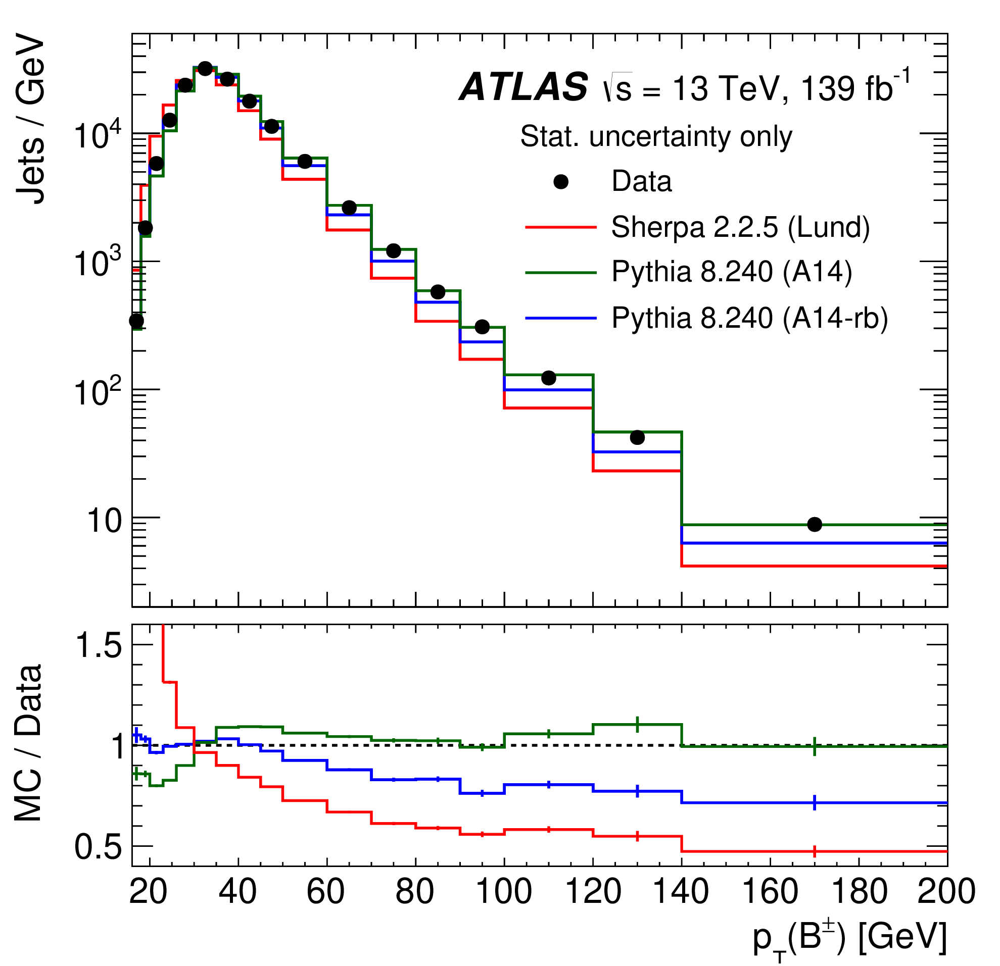 Jets / GeV
10⁴
10³
10²
10
ATLAS √s = 13 TeV, 139 fb⁻¹
Stat. uncertainty only
Data
Sherpa 2.2.5 (Lund)
Pythia 8.240 (A14)
Pythia 8.240 (A14-rb)
MC / Data
1.5
1
0.5
20 40 60 80 100 120 140 160 180 200
p_T(B^±) [GeV]